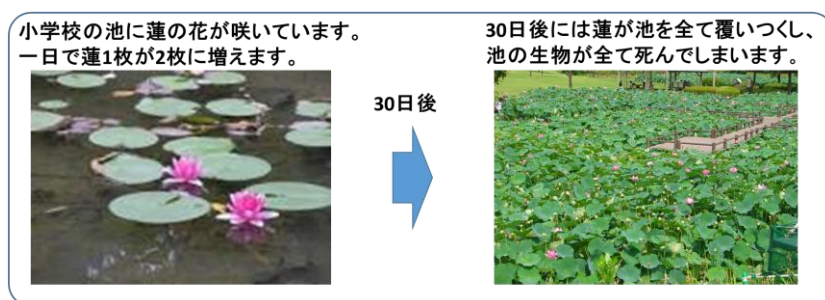 小学校の池に蓮の花が咲いています。
一日で蓮1枚が2枚に増えます。
30日後
30日後には蓮が池を全て覆いつくし、
池の生物が全て死んでしまいます。